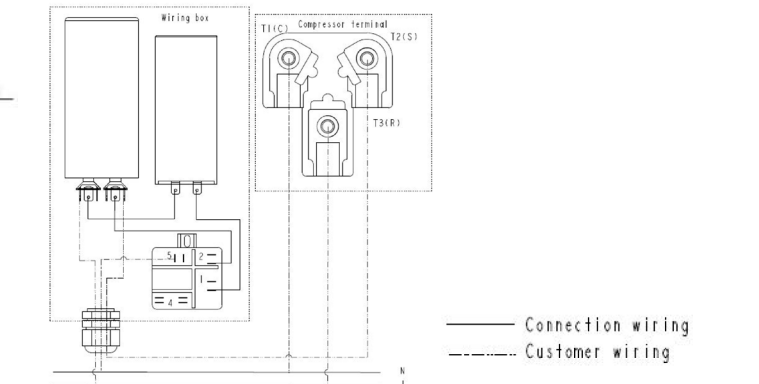 Wiring box
Compressor terminal
T1(C)
T2(S)
T3(R)
5
2
1
4
N
Connection wiring
Customer wiring